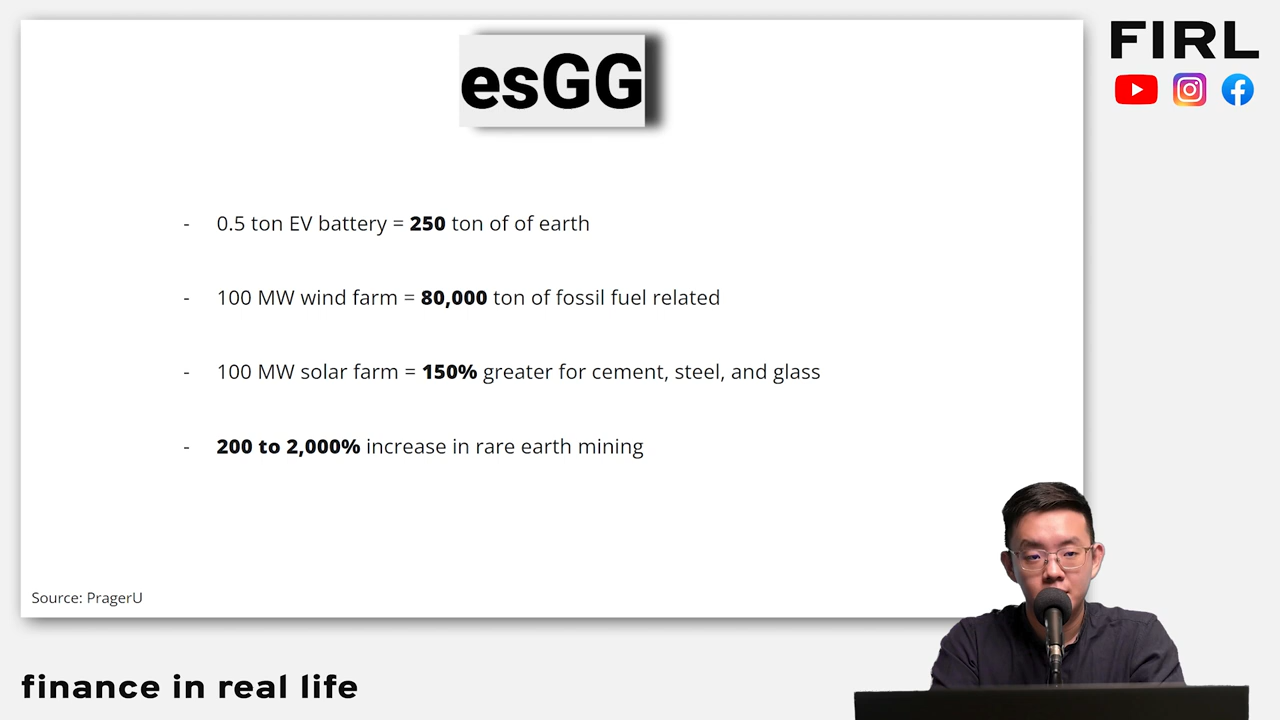 esGG
FIRL
- 0.5 ton EV battery = 250 ton of of earth
- 100 MW wind farm = 80,000 ton of fossil fuel related
- 100 MW solar farm = 150% greater for cement, steel, and glass
- 200 to 2,000% increase in rare earth mining
Source: PragerU
finance in real life